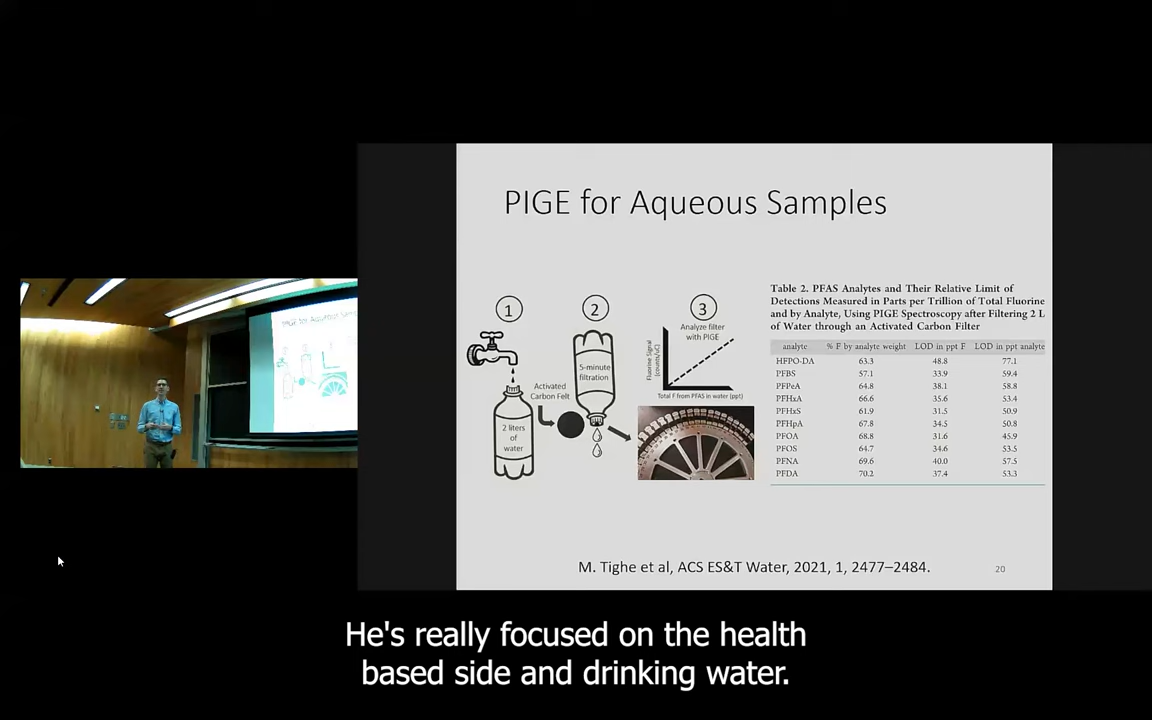 PIGE for Aqueous Samples
1
2
3
Analyze filter
with PIGE
Activated
Carbon Felt
2 liters
of
water
5-minute
filtration
Fluorine Signal
(counts/uC)
Total F from PFAS in water (ppt)
Table 2. PFAS Analytes and Their Relative Limit of
Detections Measured in Parts per Trillion of Total Fluorine
and by Analyte, Using PIGE Spectroscopy after Filtering 2 L
of Water through an Activated Carbon Filter
analyte % F by analyte weight LOD in ppt F LOD in ppt analyte
HFPO-DA 63.3 48.8 77.1
PFBS 57.1 33.9 59.4
PFPeA 64.8 38.1 58.8
PFHxA 66.6 35.6 53.4
PFHxS 61.9 31.5 50.9
PFHpA 67.8 34.5 50.8
PFOA 68.8 31.6 45.9
PFOS 64.7 34.6 53.5
PFNA 69.6 40.0 57.5
PFDA 70.2 37.4 53.3
M. Tighe et al, ACS ES&T Water, 2021, 1, 2477–2484.
20
PIGE for Aqueous Sam
He's really focused on the health
based side and drinking water.